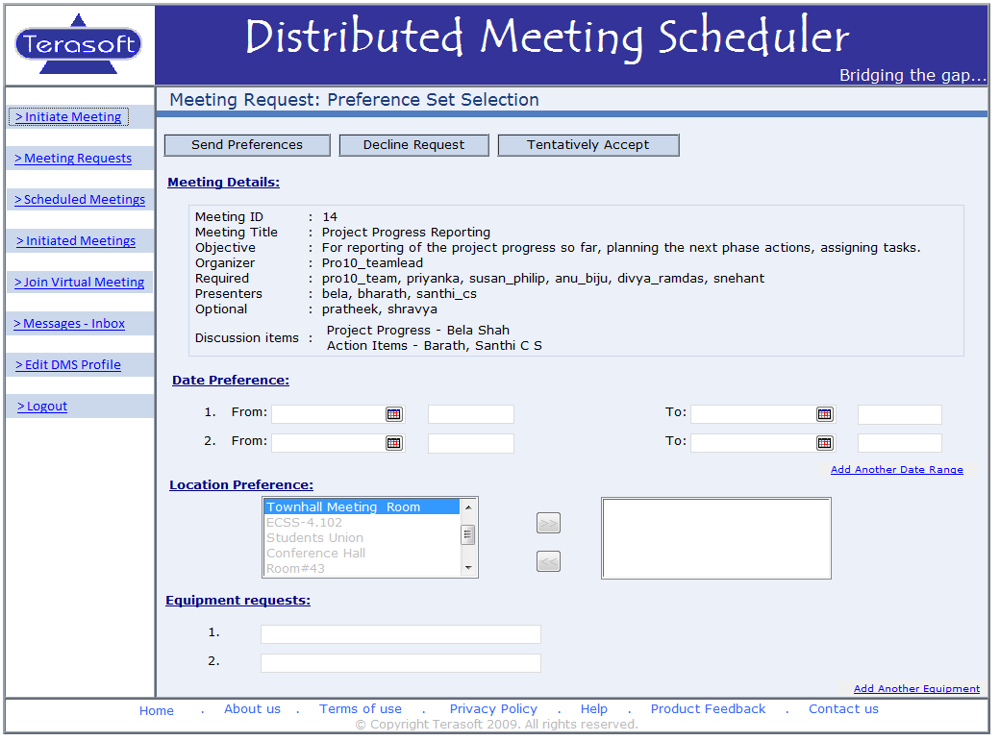 Terasoft
Distributed Meeting Scheduler
Bridging the gap...
> Initiate Meeting
> Meeting Requests
> Scheduled Meetings
> Initiated Meetings
> Join Virtual Meeting
> Messages - Inbox
> Edit DMS Profile
> Logout
Meeting Request: Preference Set Selection
Send Preferences Decline Request Tentatively Accept
Meeting Details:
Meeting ID : 14
Meeting Title : Project Progress Reporting
Objective : For reporting of the project progress so far, planning the next phase actions, assigning tasks.
Organizer : Pro10_teamlead
Required : pro10_team, priyanka, susan_philip, anu_biju, divya_ramdas, snehant
Presenters : bela, bharath, santhi_cs
Optional : pratheek, shravya
Discussion items : Project Progress - Bela Shah
Action Items - Barath, Santhi C S
Date Preference:
1. From: To:
2. From: To:
Add Another Date Range
Location Preference:
Townhall Meeting Room
ECSS-4.102
Students Union
Conference Hall
Room#43
>>
<<
Equipment requests:
1.
2.
Add Another Equipment
Home . About us . Terms of use . Privacy Policy . Help . Product Feedback . Contact us
© Copyright Terasoft 2009. All rights reserved.